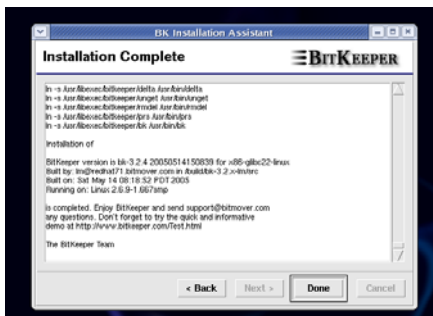 BK Installation Assistant
Installation Complete
BITKEEPER
ln -s /usr/libexec/bitkeeper/delta /usr/bin/delta
ln -s /usr/libexec/bitkeeper/unget /usr/bin/unget
ln -s /usr/libexec/bitkeeper/rmdel /usr/bin/rmdel
ln -s /usr/libexec/bitkeeper/prs /usr/bin/prs
ln -s /usr/libexec/bitkeeper/bk /usr/bin/bk
Installation of
BitKeeper version is bk-3.2.4 20050514150839 for x86-glibc22-linux
Built by: lm@redhat71.bitmover.com in /build/bk-3.2.x-lm/src
Built on: Sat May 14 08:18:52 PDT 2005
Running on: Linux 2.6.9-1.667smp
is completed. Enjoy BitKeeper and send support@bitmover.com
any questions. Don't forget to try the quick and informative
demo at http://www.bitkeeper.com/Test.html
The BitKeeper Team
< Back
Next >
Done
Cancel